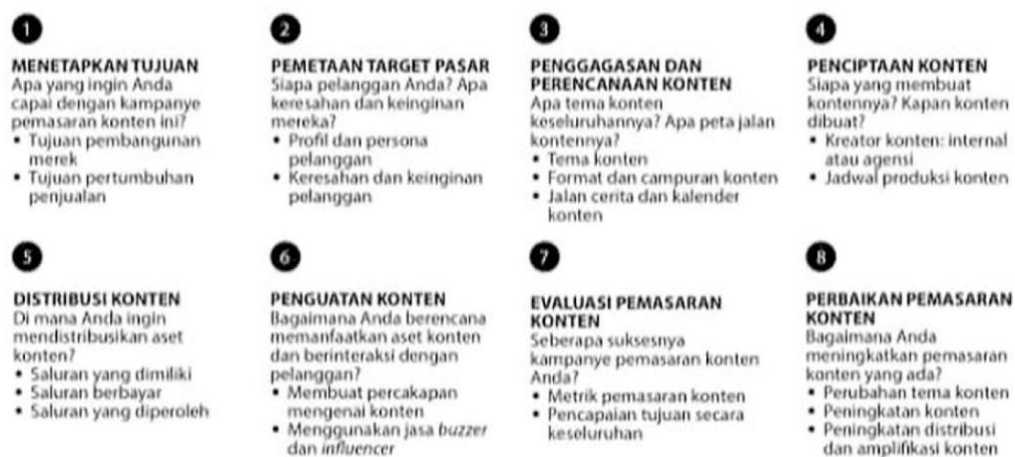 1
MENETAPKAN TUJUAN
Apa yang ingin Anda
capai dengan kampanye
pemasaran konten ini?
• Tujuan pembangunan
merek
• Tujuan pertumbuhan
penjualan
2
PEMETAAN TARGET PASAR
Siapa pelanggan Anda? Apa
keresahan dan keinginan
mereka?
• Profil dan persona
pelanggan
• Keresahan dan keinginan
pelanggan
3
PENGGAGASAN DAN
PERENCANAAN KONTEN
Apa tema konten
keseluruhannya? Apa peta jalan
kontennya?
• Tema konten
• Format dan campuran konten
• Jalan cerita dan kalender
konten
4
PENCIPTAAN KONTEN
Siapa yang membuat
kontennya? Kapan konten
dibuat?
• Kreator konten: internal
atau agensi
• Jadwal produksi konten
5
DISTRIBUSI KONTEN
Di mana Anda ingin
mendistribusikan aset
konten?
• Saluran yang dimiliki
• Saluran berbayar
• Saluran yang diperoleh
6
PENGUATAN KONTEN
Bagaimana Anda berencana
memanfaatkan aset konten
dan berinteraksi dengan
pelanggan?
• Membuat percakapan
mengenai konten
• Menggunakan jasa buzzer
dan influencer
7
EVALUASI PEMASARAN
KONTEN
Seberapa suksesnya
kampanye pemasaran konten
Anda?
• Metrik pemasaran konten
• Pencapaian tujuan secara
keseluruhan
8
PERBAIKAN PEMASARAN
KONTEN
Bagaimana Anda
meningkatkan pemasaran
konten yang ada?
• Perubahan tema konten
• Peningkatan konten
• Peningkatan distribusi
dan amplifikasi konten